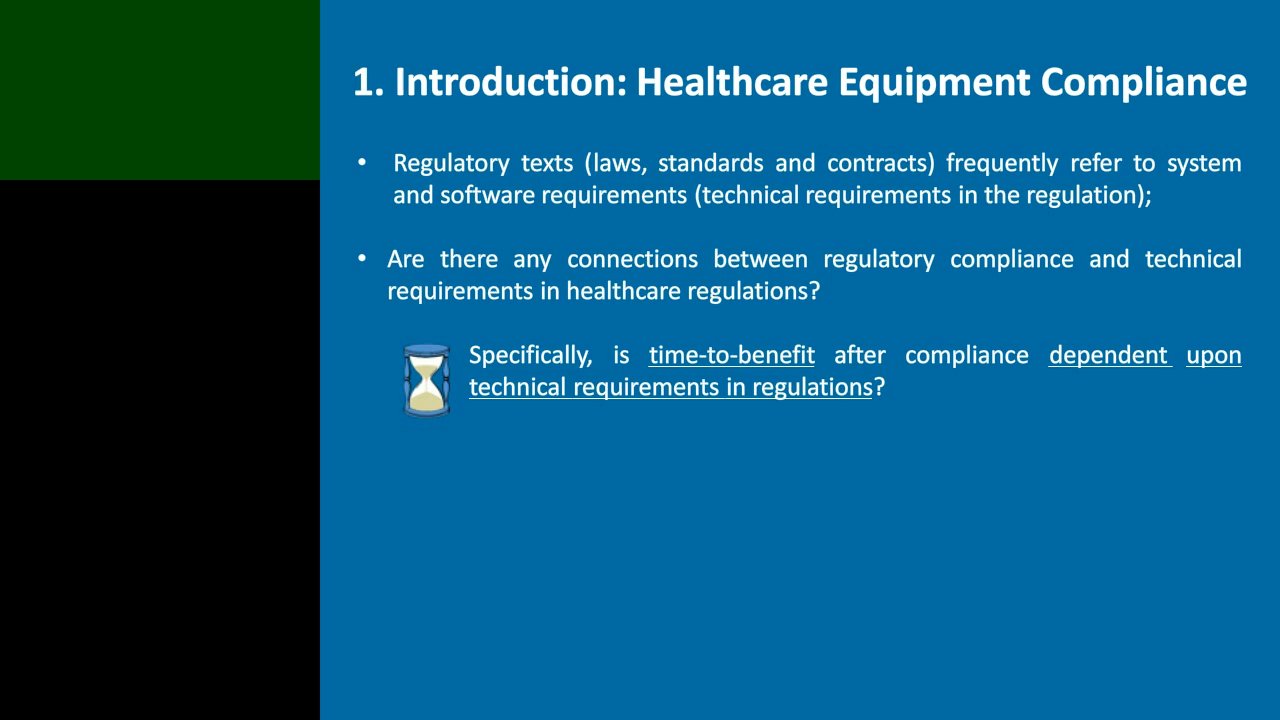 1. Introduction: Healthcare Equipment Compliance
• Regulatory texts (laws, standards and contracts) frequently refer to system
and software requirements (technical requirements in the regulation);
• Are there any connections between regulatory compliance and technical
requirements in healthcare regulations?
Specifically, is time-to-benefit after compliance dependent upon
technical requirements in regulations?